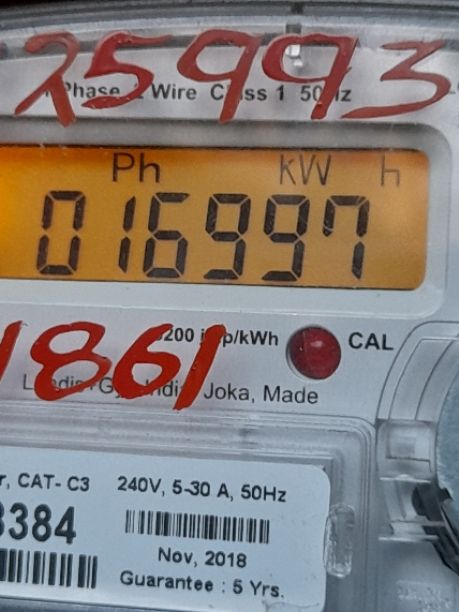 25993
Phase 2 Wire Class 1 50Hz
Ph kW h
016997
1861
200 imp/kWh CAL
Joka, Made
CAT- C3 240V, 5-30 A, 50Hz
3384
Nov, 2018
Guarantee : 5 Yrs.